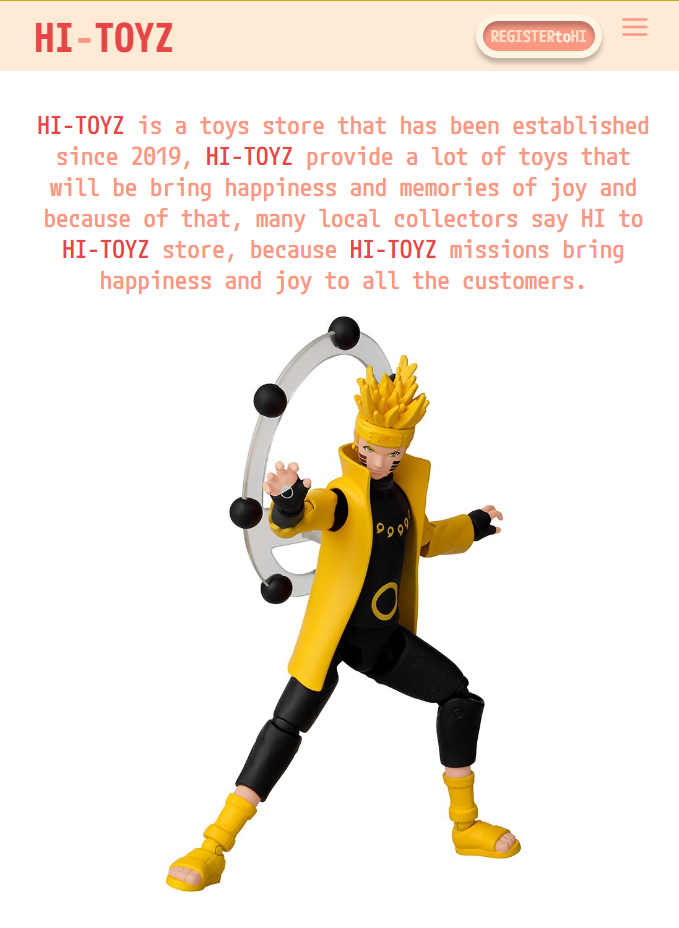 HI-TOYZ
REGISTERtoHI
HI-TOYZ is a toys store that has been established
since 2019, HI-TOYZ provide a lot of toys that
will be bring happiness and memories of joy and
because of that, many local collectors say HI to
HI-TOYZ store, because HI-TOYZ missions bring
happiness and joy to all the customers.